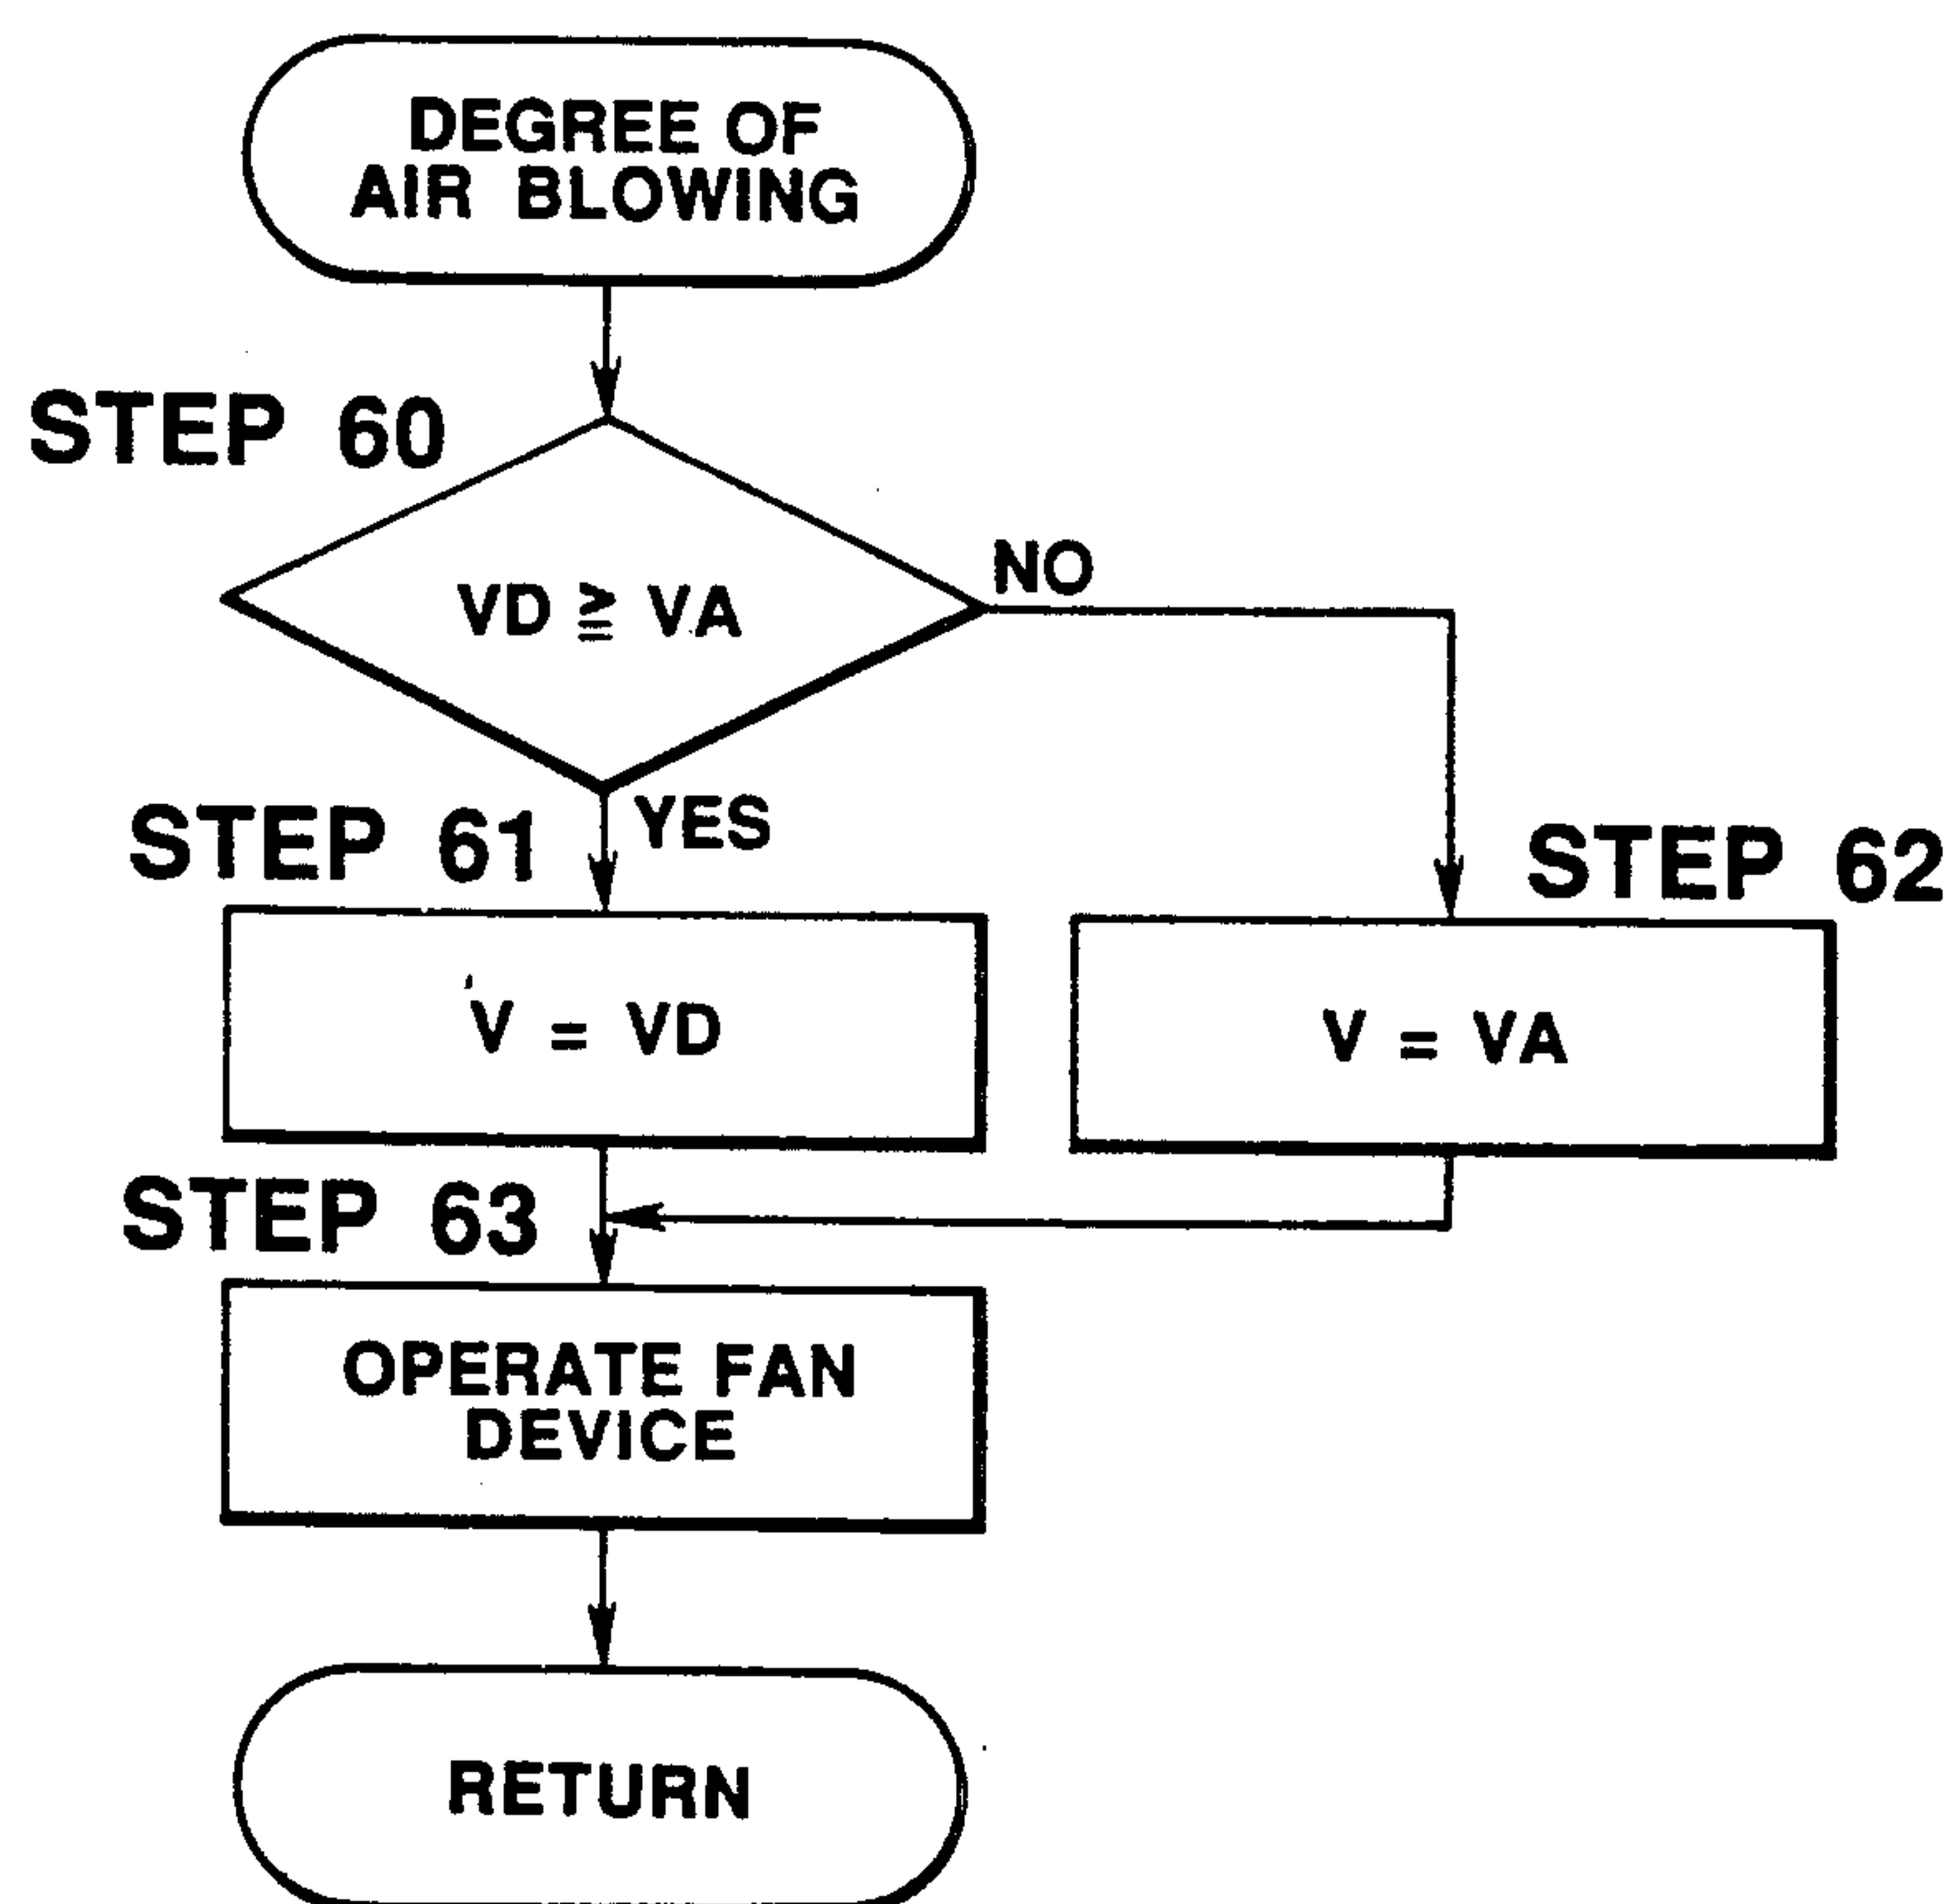 DEGREE OF
AIR BLOWING
STEP 60
VD ≧ VA
NO
YES
STEP 61
V = VD
STEP 62
V = VA
STEP 63
OPERATE FAN
DEVICE
RETURN